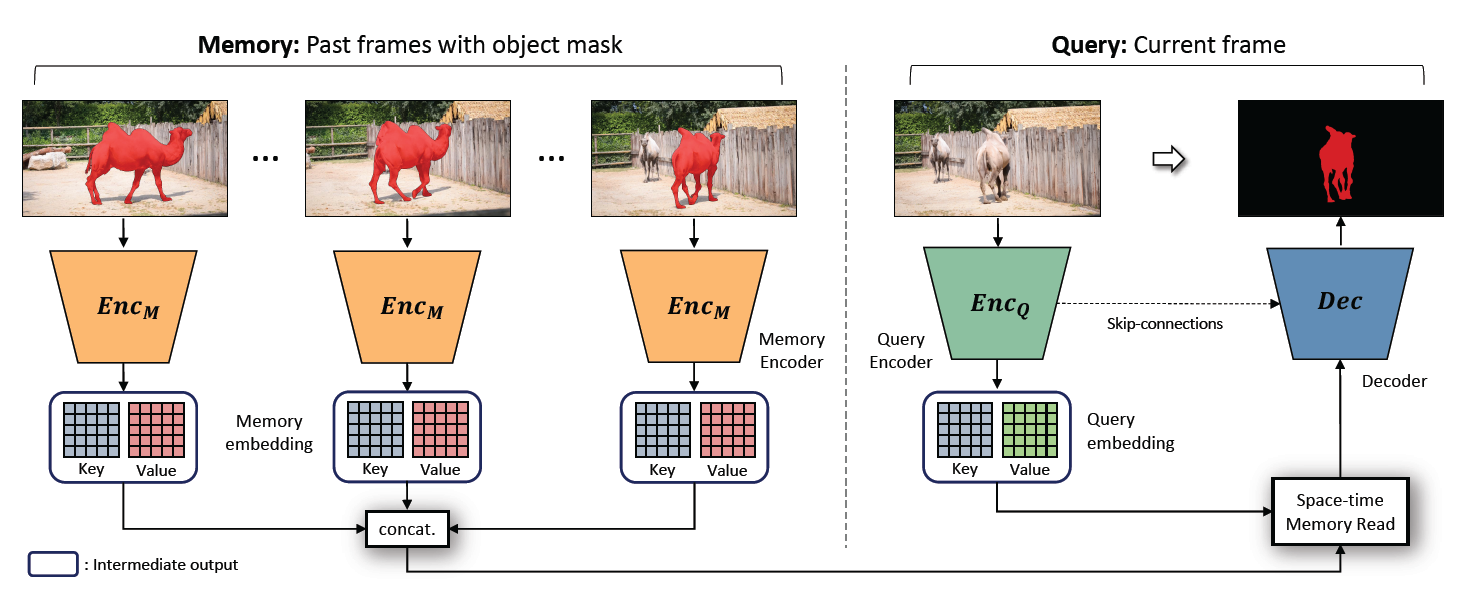 Memory: Past frames with object mask
Query: Current frame
...
...
Enc_M
Enc_M
Enc_M
Memory
Encoder
Query
Encoder
Enc_Q
Skip-connections
Dec
Decoder
Key
Value
Memory
embedding
Key
Value
Key
Value
Key
Value
Query
embedding
concat.
Space-time
Memory Read
: Intermediate output